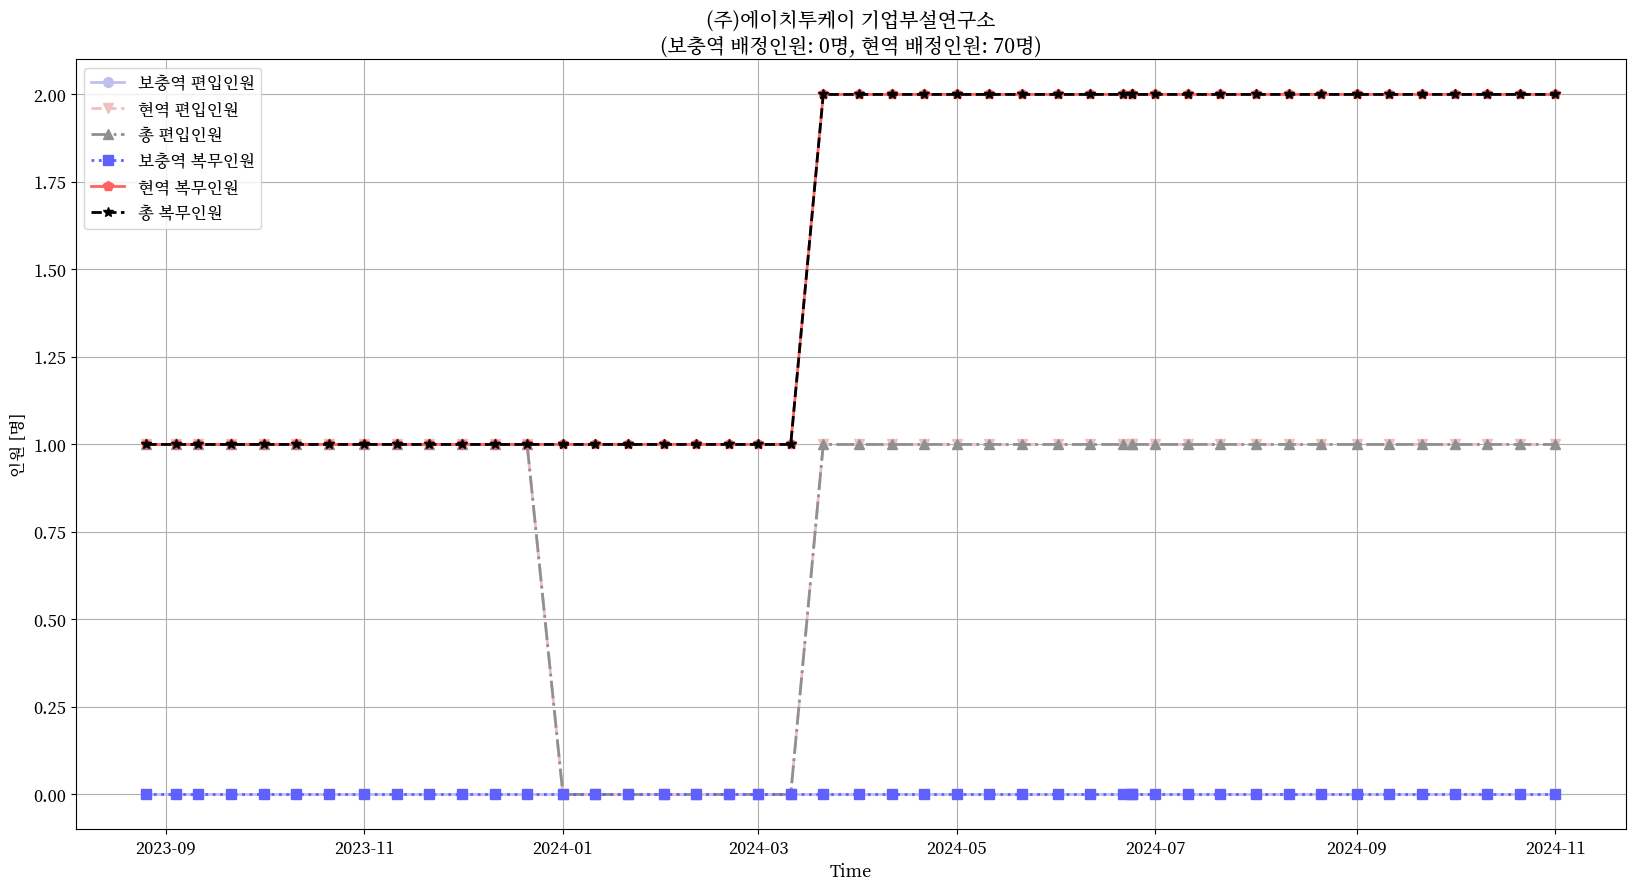 (주)에이치투케이 기업부설연구소
(보충역 배정인원: 0명, 현역 배정인원: 70명)
보충역 편입인원
현역 편입인원
총 편입인원
보충역 복무인원
현역 복무인원
총 복무인원
2.00
1.75
1.50
1.25
1.00
0.75
0.50
0.25
0.00
인원 [명]
2023-09 2023-11 2024-01 2024-03 2024-05 2024-07 2024-09 2024-11
Time